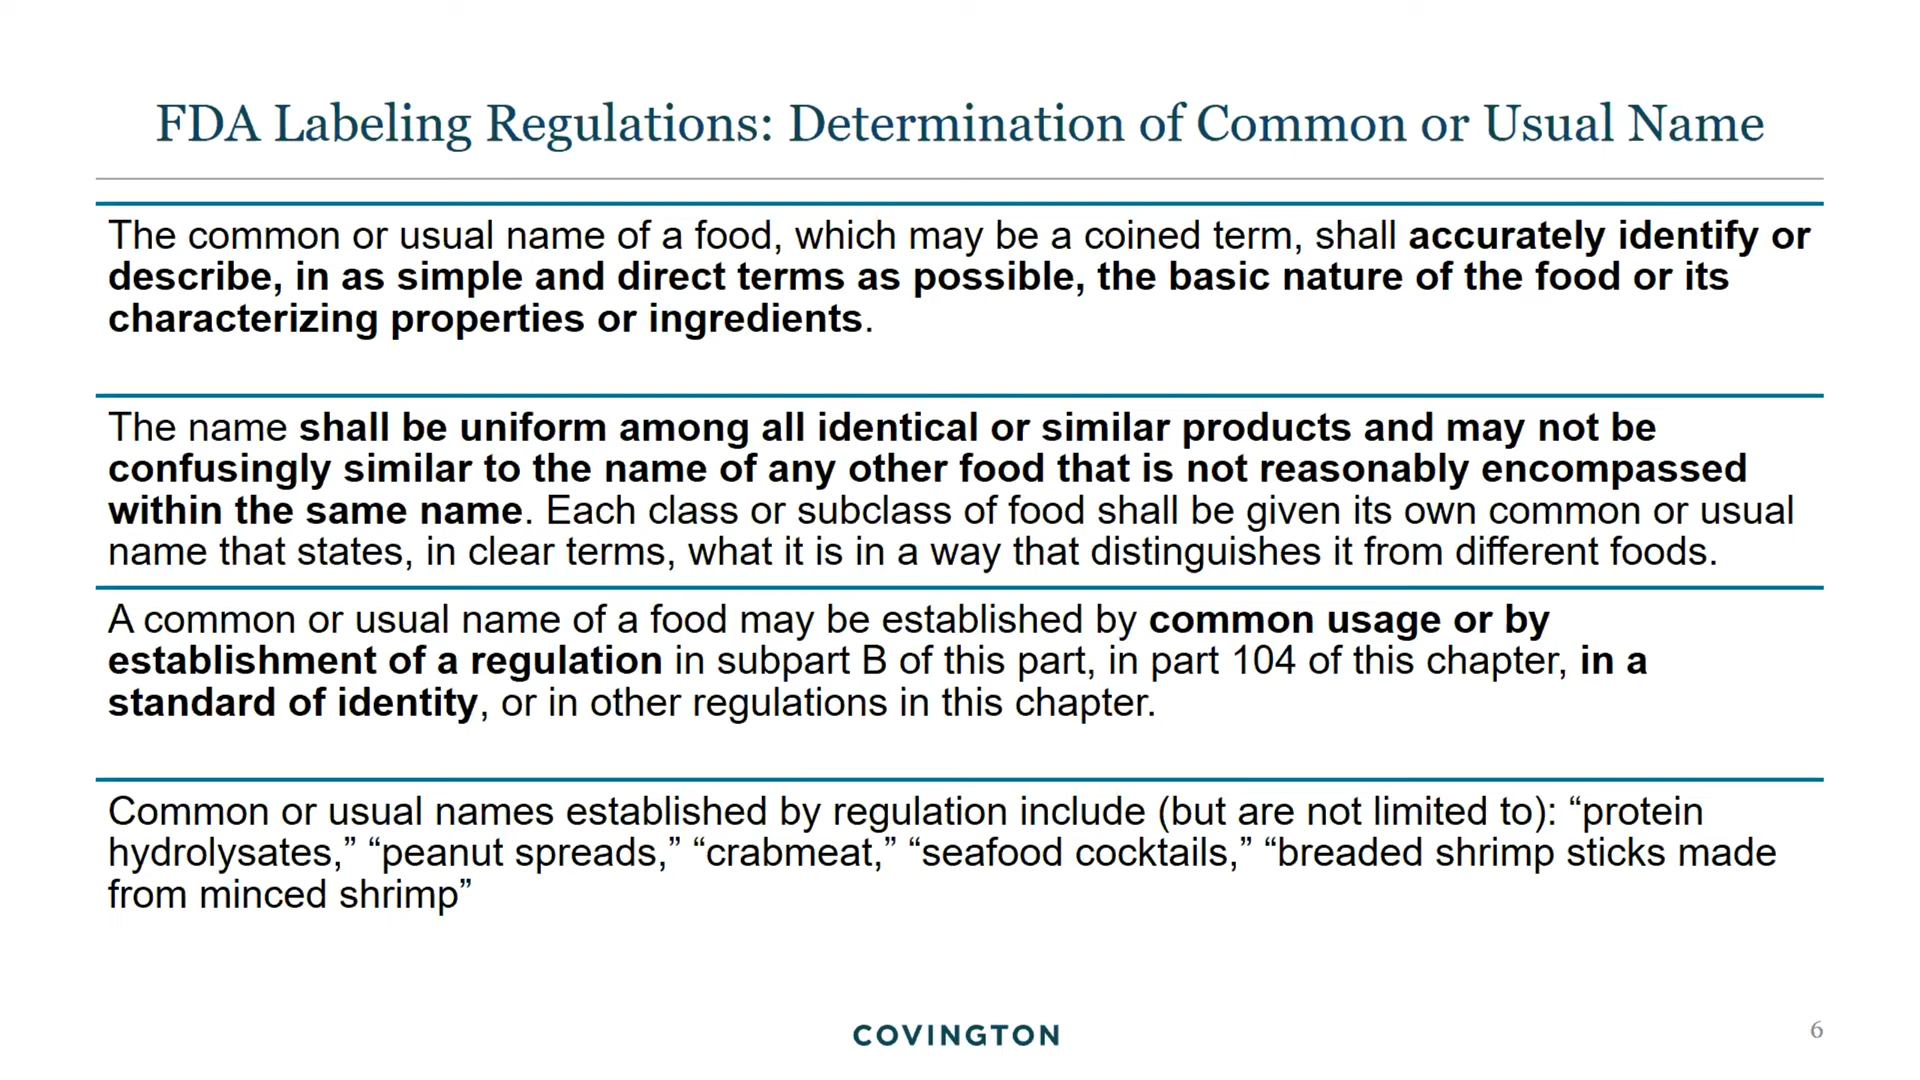 FDA Labeling Regulations: Determination of Common or Usual Name
The common or usual name of a food, which may be a coined term, shall accurately identify or
describe, in as simple and direct terms as possible, the basic nature of the food or its
characterizing properties or ingredients.
The name shall be uniform among all identical or similar products and may not be
confusingly similar to the name of any other food that is not reasonably encompassed
within the same name. Each class or subclass of food shall be given its own common or usual
name that states, in clear terms, what it is in a way that distinguishes it from different foods.
A common or usual name of a food may be established by common usage or by
establishment of a regulation in subpart B of this part, in part 104 of this chapter, in a
standard of identity, or in other regulations in this chapter.
Common or usual names established by regulation include (but are not limited to): “protein
hydrolysates,” “peanut spreads,” “crabmeat,” “seafood cocktails,” “breaded shrimp sticks made
from minced shrimp”
COVINGTON
6